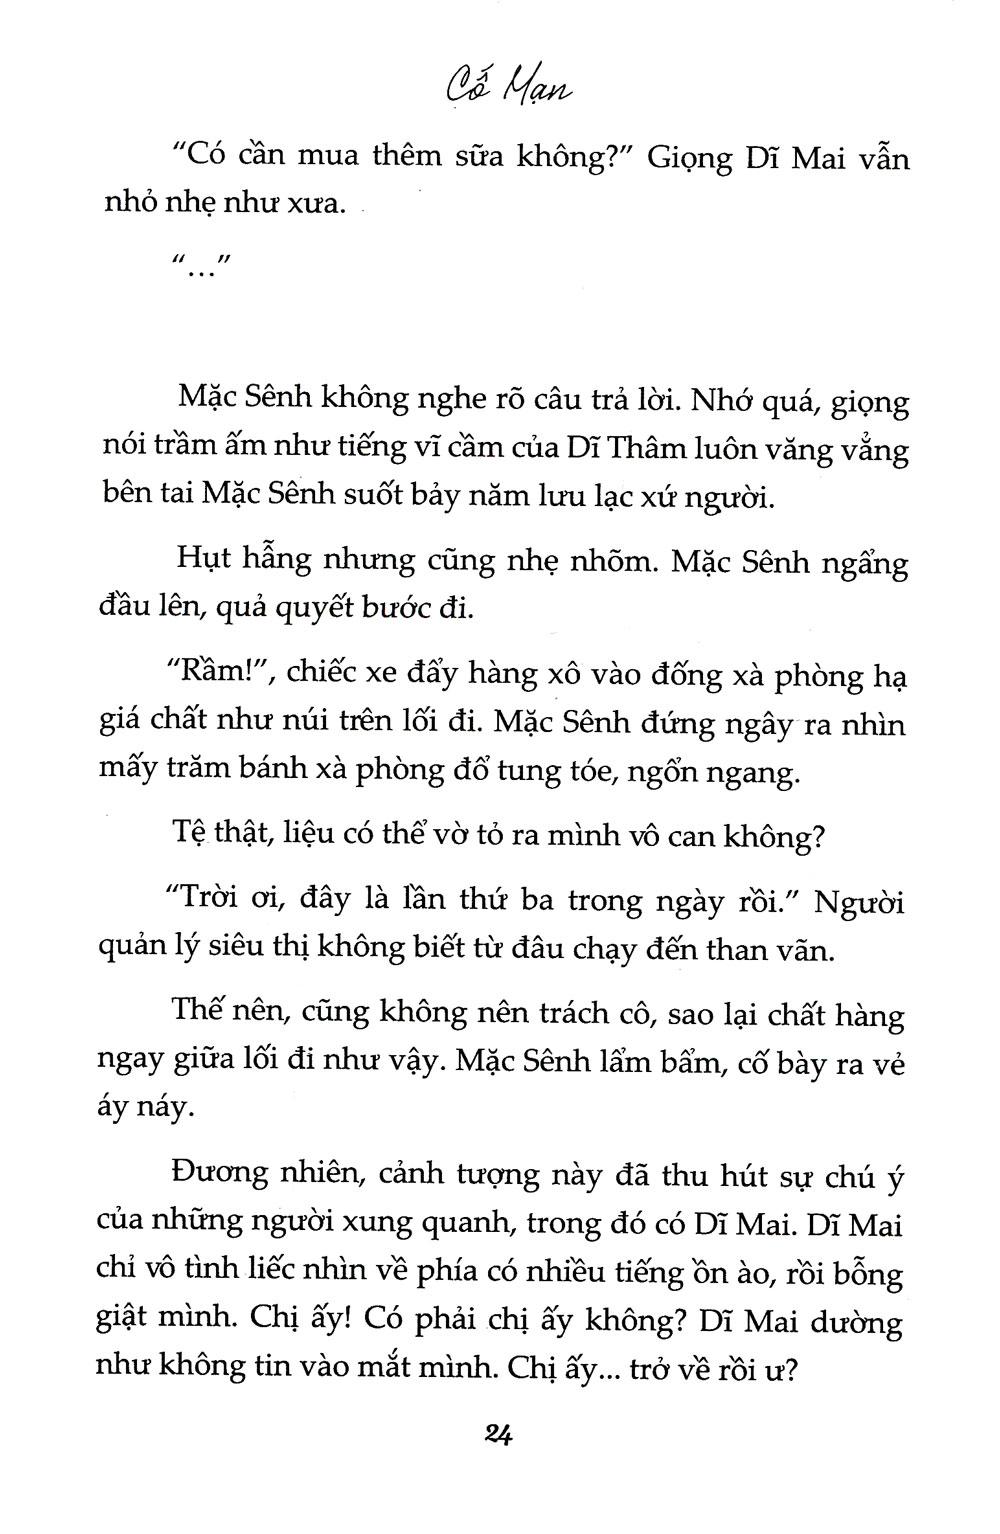 Cố Mạn
"Có cần mua thêm sữa không?" Giọng Dĩ Mai vẫn
nhỏ nhẹ như xưa.
"..."
Mặc Sênh không nghe rõ câu trả lời. Nhớ quá, giọng
nói trầm ấm như tiếng vĩ cầm của Dĩ Thâm luôn văng vẳng
bên tai Mặc Sênh suốt bảy năm lưu lạc xứ người.
Hụt hẫng nhưng cũng nhẹ nhõm. Mặc Sênh ngẩng
đầu lên, quả quyết bước đi.
"Rầm!", chiếc xe đẩy hàng xô vào đống xà phòng hạ
giá chất như núi trên lối đi. Mặc Sênh đứng ngây ra nhìn
mấy trăm bánh xà phòng đổ tung tóe, ngổn ngang.
Tệ thật, liệu có thể vờ tỏ ra mình vô can không?
"Trời ơi, đây là lần thứ ba trong ngày rồi." Người
quản lý siêu thị không biết từ đâu chạy đến than vãn.
Thế nên, cũng không nên trách cô, sao lại chất hàng
ngay giữa lối đi như vậy. Mặc Sênh lẩm bẩm, cố bày ra vẻ
áy náy.
Đương nhiên, cảnh tượng này đã thu hút sự chú ý
của những người xung quanh, trong đó có Dĩ Mai. Dĩ Mai
chỉ vô tình liếc nhìn về phía có nhiều tiếng ồn ào, rồi bỗng
giật mình. Chị ấy! Có phải chị ấy không? Dĩ Mai dường
như không tin vào mắt mình. Chị ấy... trở về rồi ư?
24